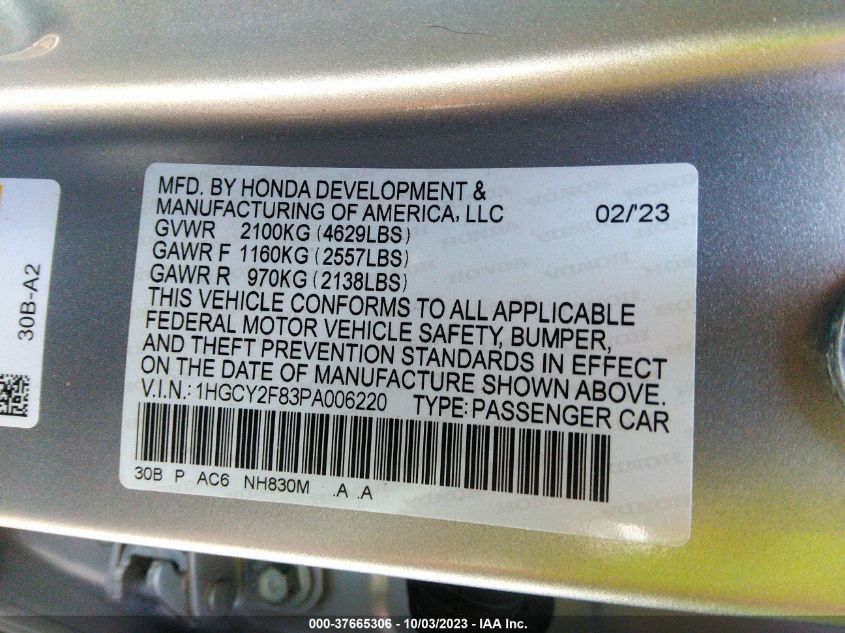 MFD. BY HONDA DEVELOPMENT &
MANUFACTURING OF AMERICA, LLC 02/'23
GVWR 2100KG (4629LBS)
GAWR F 1160KG (2557LBS)
GAWR R 970KG (2138LBS)
THIS VEHICLE CONFORMS TO ALL APPLICABLE
FEDERAL MOTOR VEHICLE SAFETY, BUMPER,
AND THEFT PREVENTION STANDARDS IN EFFECT
ON THE DATE OF MANUFACTURE SHOWN ABOVE.
V.I.N.: 1HGCY2F83PA006220 TYPE: PASSENGER CAR
30B P AC6 NH830M .A .A
30B-A2
000-37665306 - 10/03/2023 - IAA Inc.